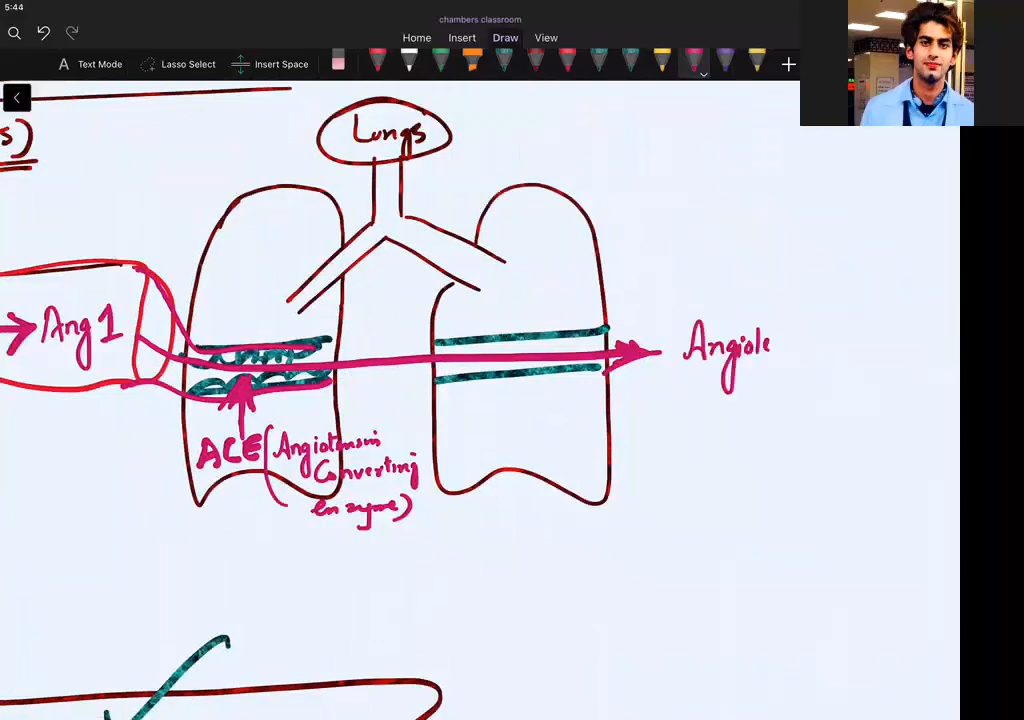 5:44
chambers classroom
Home Insert Draw View
Text Mode Lasso Select Insert Space
s)
Lungs
Ang 1
Angiote
ACE (Angiotensin
Converting
enzyme)